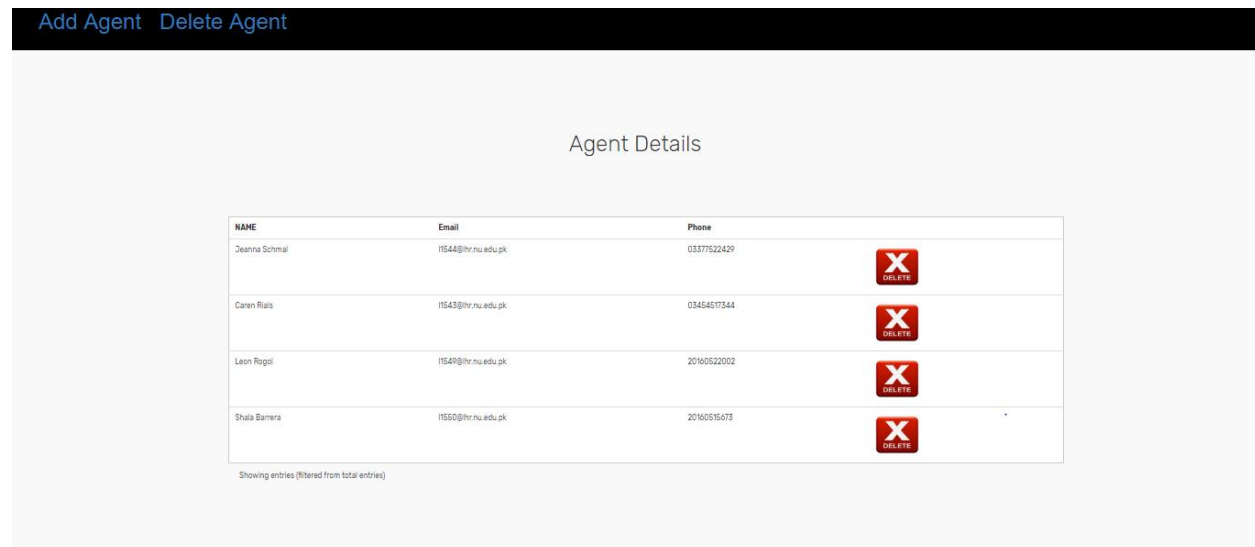 Add Agent Delete Agent
Agent Details
NAME Email Phone
Jeanna Schmal l1544@lhr.nu.edu.pk 03377522429
X
DELETE
Caren Rials l1543@lhr.nu.edu.pk 03454517344
X
DELETE
Leon Rogol l1549@lhr.nu.edu.pk 20160522002
X
DELETE
Shala Barrera l1550@lhr.nu.edu.pk 20160515673
X
DELETE
Showing entries (filtered from total entries)